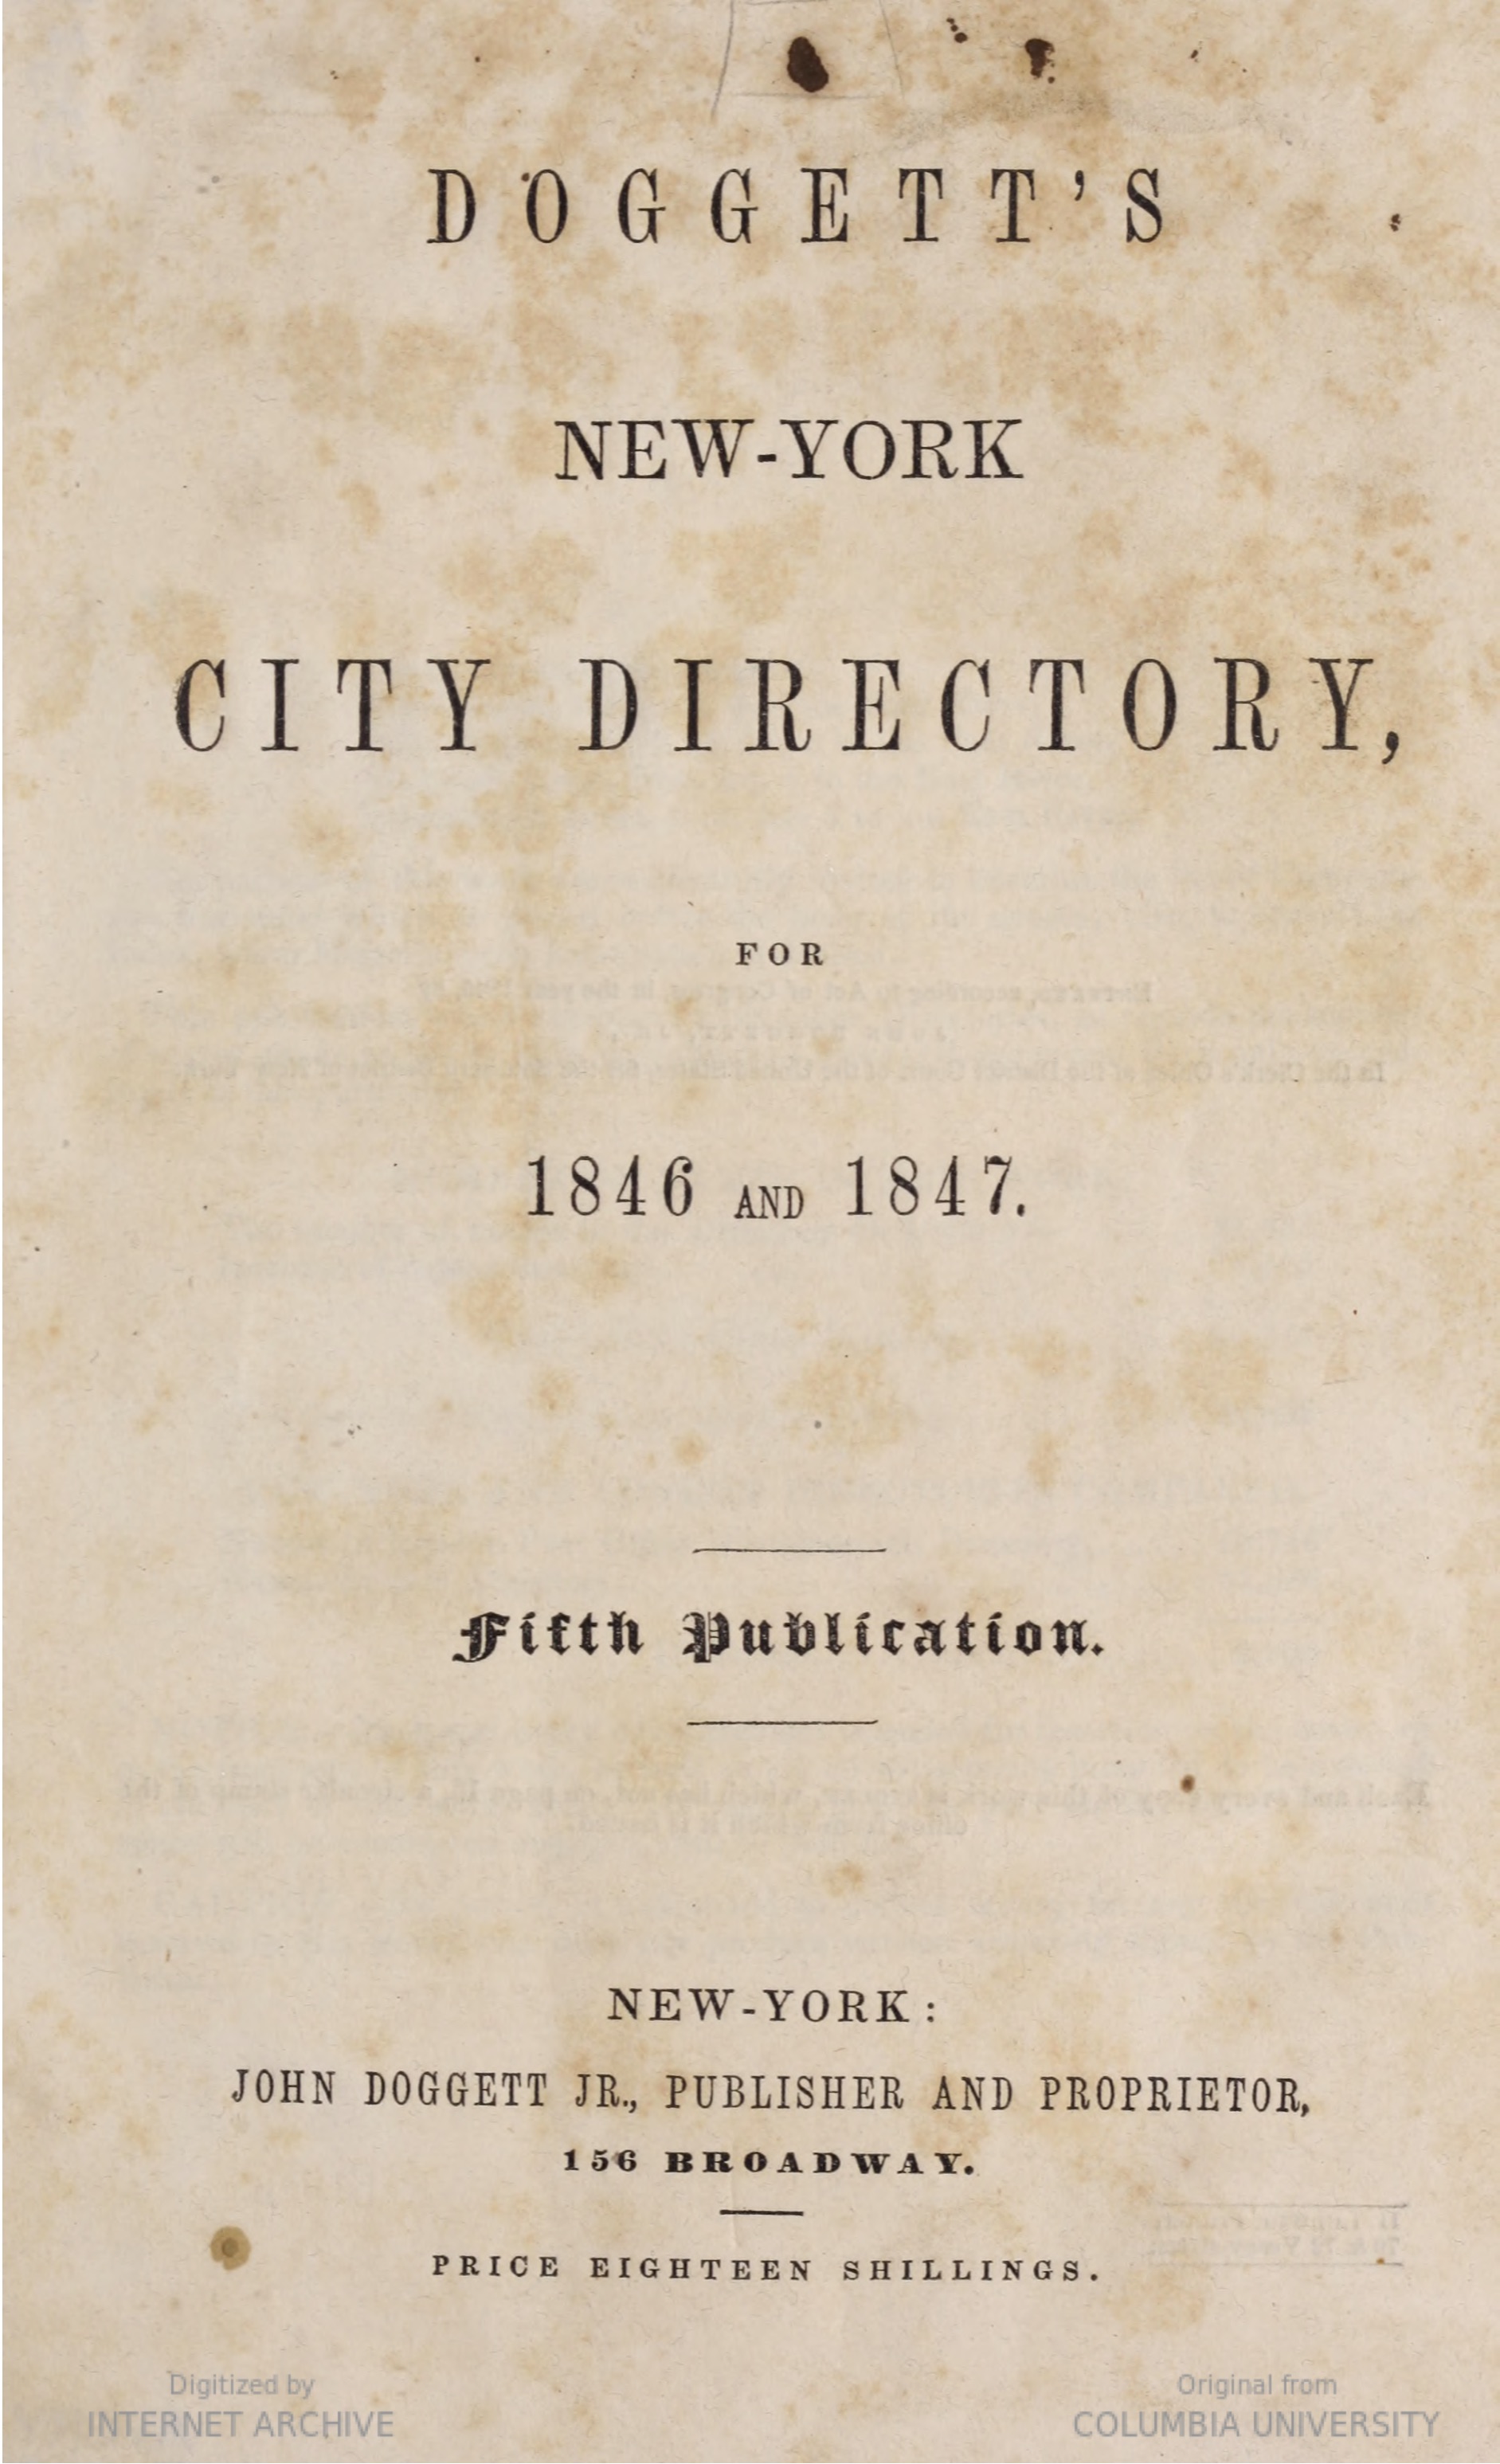 DOGGETT'S
NEW-YORK
CITY DIRECTORY,
FOR
1846 AND 1847.
Fifth Publication.
NEW-YORK:
JOHN DOGGETT JR., PUBLISHER AND PROPRIETOR,
156 BROADWAY.
PRICE EIGHTEEN SHILLINGS.
Digitized by
INTERNET ARCHIVE
Original from
COLUMBIA UNIVERSITY